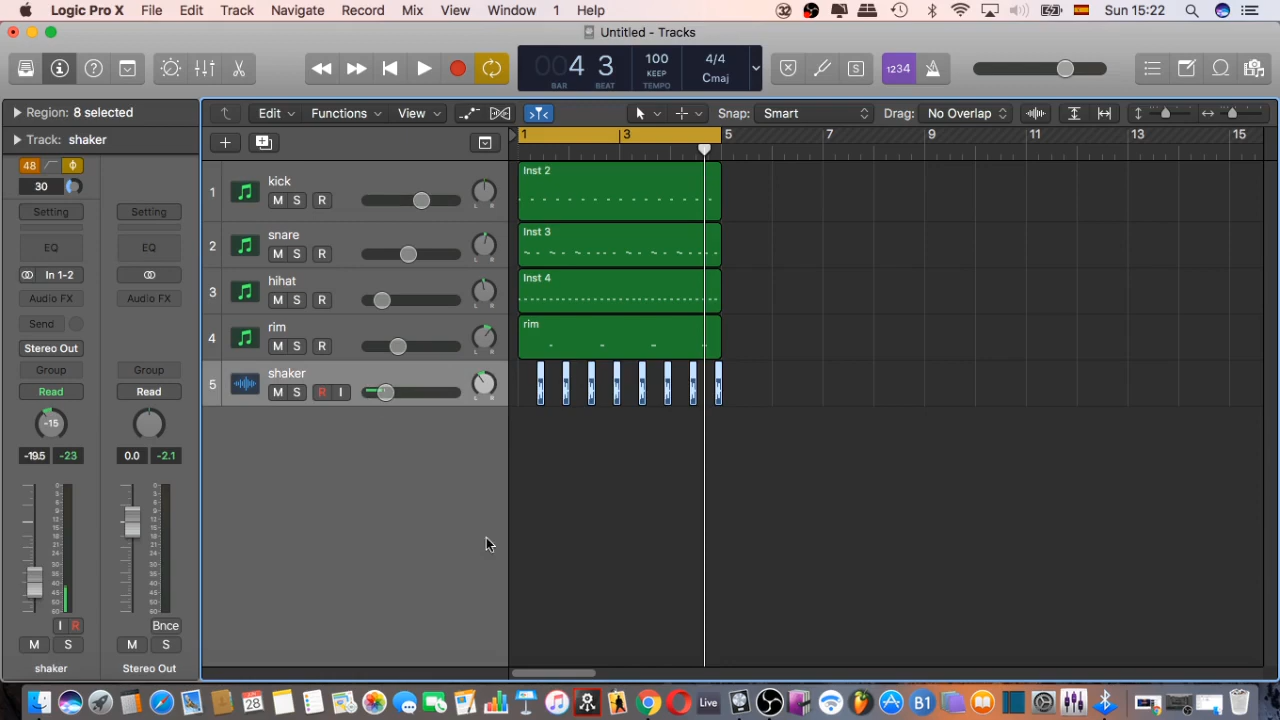 Logic Pro X File Edit Track Navigate Record Mix View Window 1 Help Sun 15:22
Untitled - Tracks
004 3 100 4/4
KEEP
BAR BEAT TEMPO Cmaj
1234
S
Region: 8 selected
Edit Functions View Snap: Smart Drag: No Overlap
Track: shaker
1 3 5 7 9 11 13 15
48
30
Setting Setting
EQ EQ
In 1-2
Audio FX Audio FX
Send
Stereo Out
Group Group
Read Read
-15
-19.5 -23 0.0 -2.1
I R Bnce
M S M S
shaker Stereo Out
1 kick
M S R
L R
Inst 2
2 snare
M S R
L R
Inst 3
3 hihat
M S R
L R
Inst 4
4 rim
M S R
L R
rim
5 shaker
M S R I
L R
28
Live
B1